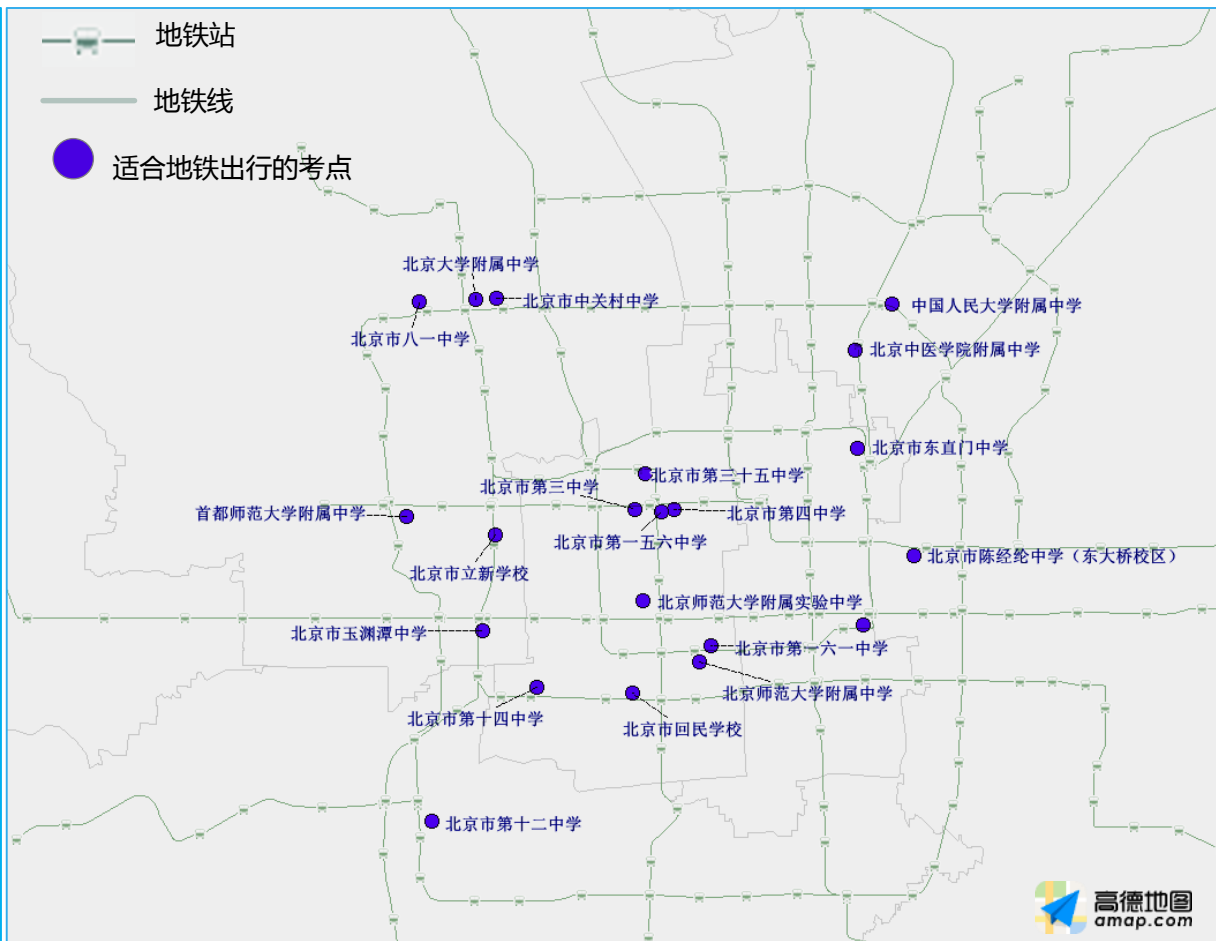 地铁站
地铁线
适合地铁出行的考点
北京大学附属中学
北京市中关村中学
中国人民大学附属中学
北京市八一中学
北京中医学院附属中学
北京市东直门中学
北京市第三十五中学
北京市第三中学
首都师范大学附属中学
北京市第四中学
北京市第一五六中学
北京市陈经纶中学（东大桥校区）
北京市立新学校
北京师范大学附属实验中学
北京市玉渊潭中学
北京市第一六一中学
北京师范大学附属中学
北京市第十四中学
北京市回民学校
北京市第十二中学
高德地图
amap.com